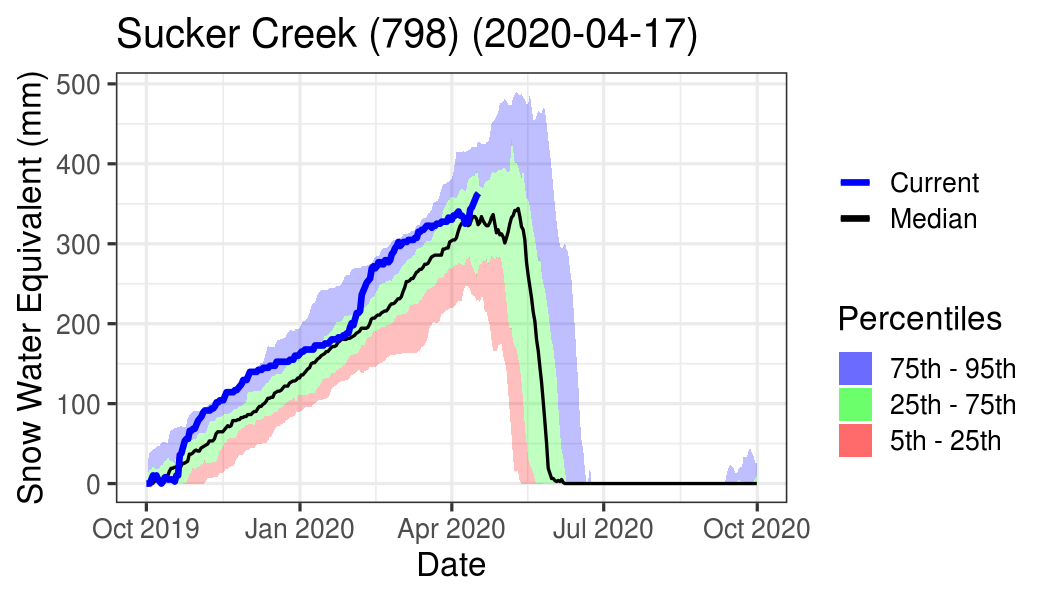 Sucker Creek (798) (2020-04-17)
Snow Water Equivalent (mm)
500
400
300
200
100
0
Oct 2019
Jan 2020
Apr 2020
Jul 2020
Oct 2020
Date
Current
Median
Percentiles
75th - 95th
25th - 75th
5th - 25th